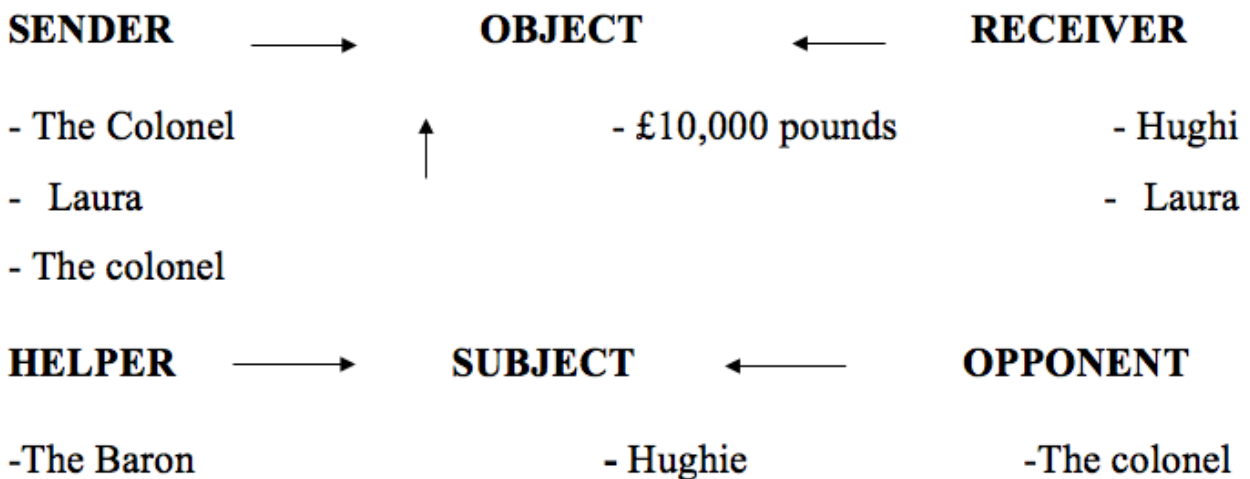 SENDER OBJECT RECEIVER
- The Colonel - £10,000 pounds - Hughi
- Laura - Laura
- The colonel
HELPER SUBJECT OPPONENT
-The Baron - Hughie -The colonel